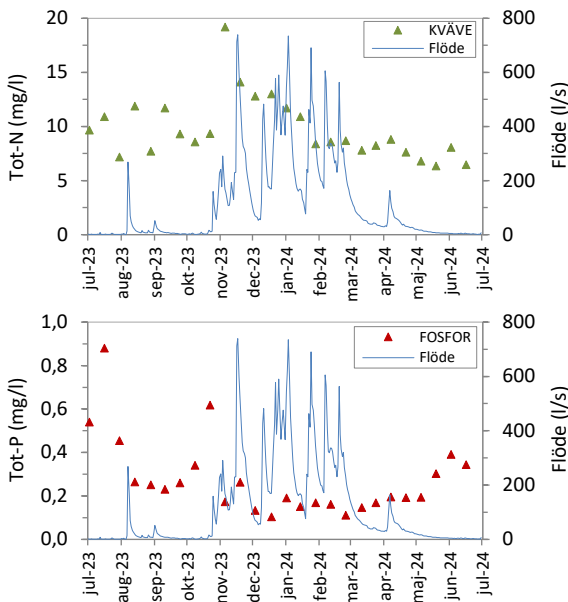 20
15
10
5
0
Tot-N (mg/l)
KVÄVE
Flöde
800
600
400
200
0
Flöde (l/s)
jul-23
aug-23
sep-23
okt-23
nov-23
dec-23
jan-24
feb-24
mar-24
apr-24
maj-24
jun-24
jul-24
1,0
0,8
0,6
0,4
0,2
0,0
Tot-P (mg/l)
FOSFOR
Flöde
800
600
400
200
0
Flöde (l/s)
jul-23
aug-23
sep-23
okt-23
nov-23
dec-23
jan-24
feb-24
mar-24
apr-24
maj-24
jun-24
jul-24